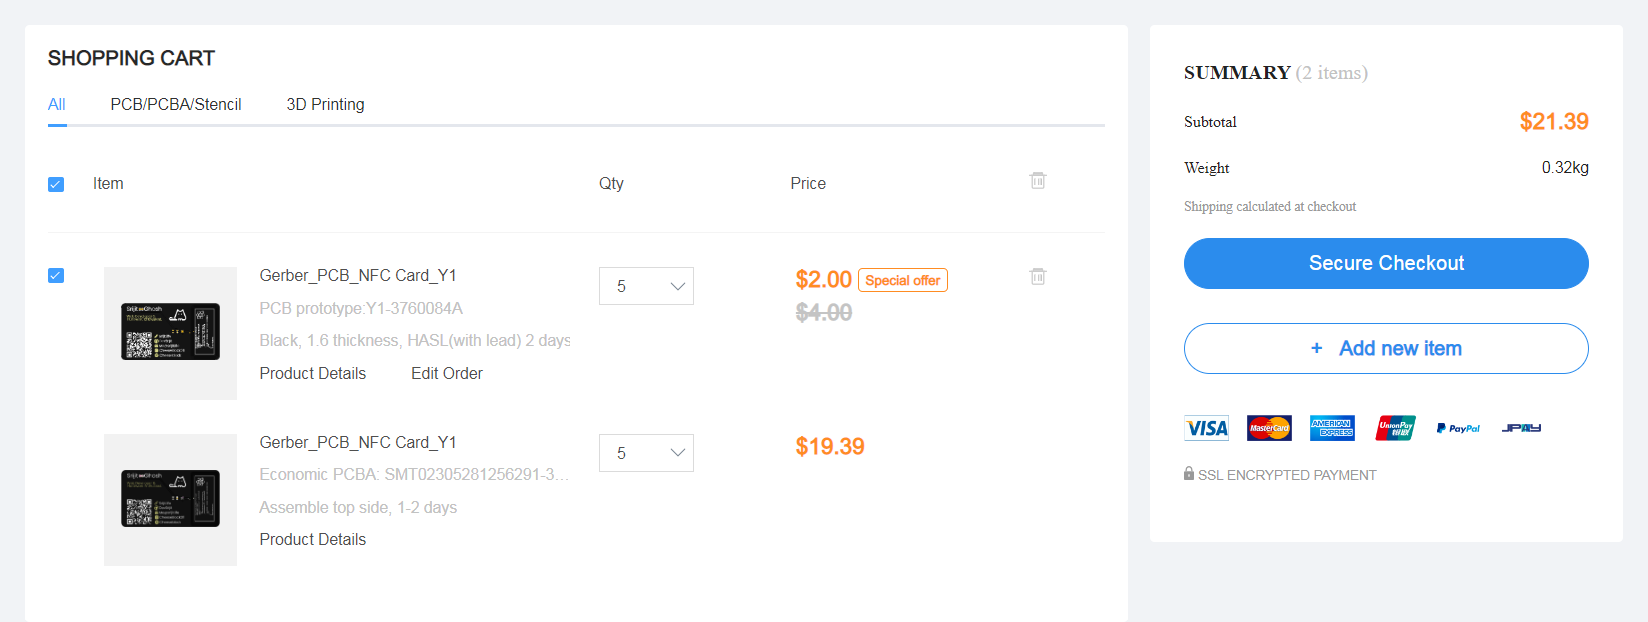 SHOPPING CART
All PCB/PCBA/Stencil 3D Printing
Item Qty Price
Gerber_PCB_NFC Card_Y1
PCB prototype:Y1-3760084A
Black, 1.6 thickness, HASL(with lead) 2 days
Product Details Edit Order
5
$2.00 Special offer
$4.00
Gerber_PCB_NFC Card_Y1
Economic PCBA: SMT02305281256291-3...
Assemble top side, 1-2 days
Product Details
5
$19.39
SUMMARY (2 items)
Subtotal $21.39
Weight 0.32kg
Shipping calculated at checkout
Secure Checkout
+ Add new item
VISA MasterCard AMERICAN EXPRESS UnionPay 银联 PayPal JPAY
SSL ENCRYPTED PAYMENT